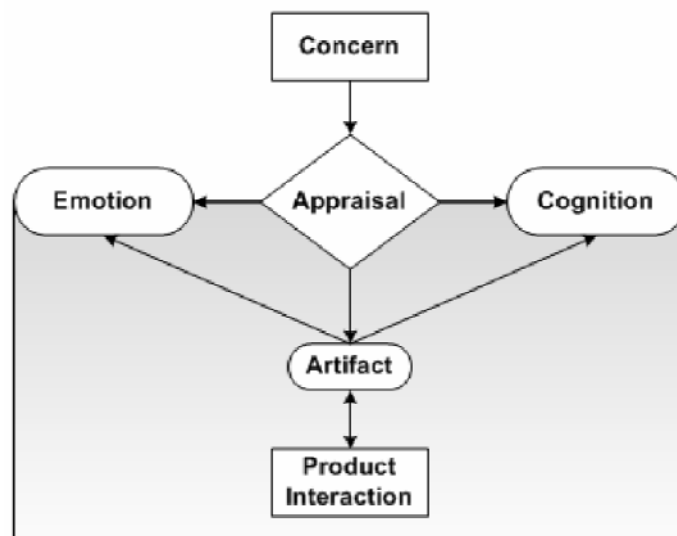 Concern
Emotion
Appraisal
Cognition
Artifact
Product
Interaction